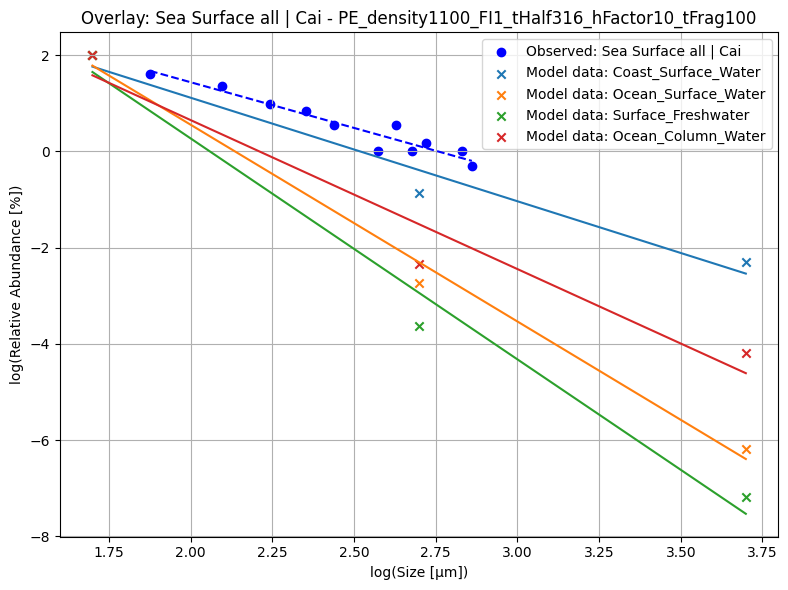 Overlay: Sea Surface all | Cai - PE_density1100_FI1_tHalf316_hFactor10_tFrag100
Observed: Sea Surface all | Cai
Model data: Coast_Surface_Water
Model data: Ocean_Surface_Water
Model data: Surface_Freshwater
Model data: Ocean_Column_Water
log(Relative Abundance [%])
2
0
−2
−4
−6
−8
1.75
2.00
2.25
2.50
2.75
3.00
3.25
3.50
3.75
log(Size [µm])